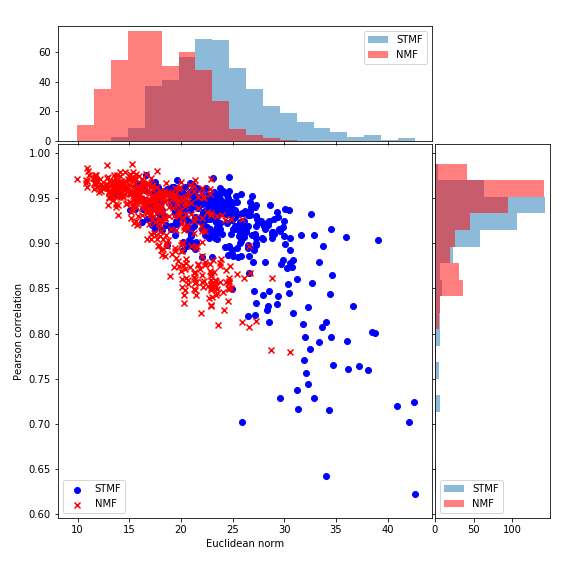 60
40
20
0
STMF
NMF
1.00
0.95
0.90
0.85
0.80
0.75
0.70
0.65
0.60
Pearson correlation
STMF
NMF
10 15 20 25 30 35 40
Euclidean norm
STMF
NMF
0 50 100